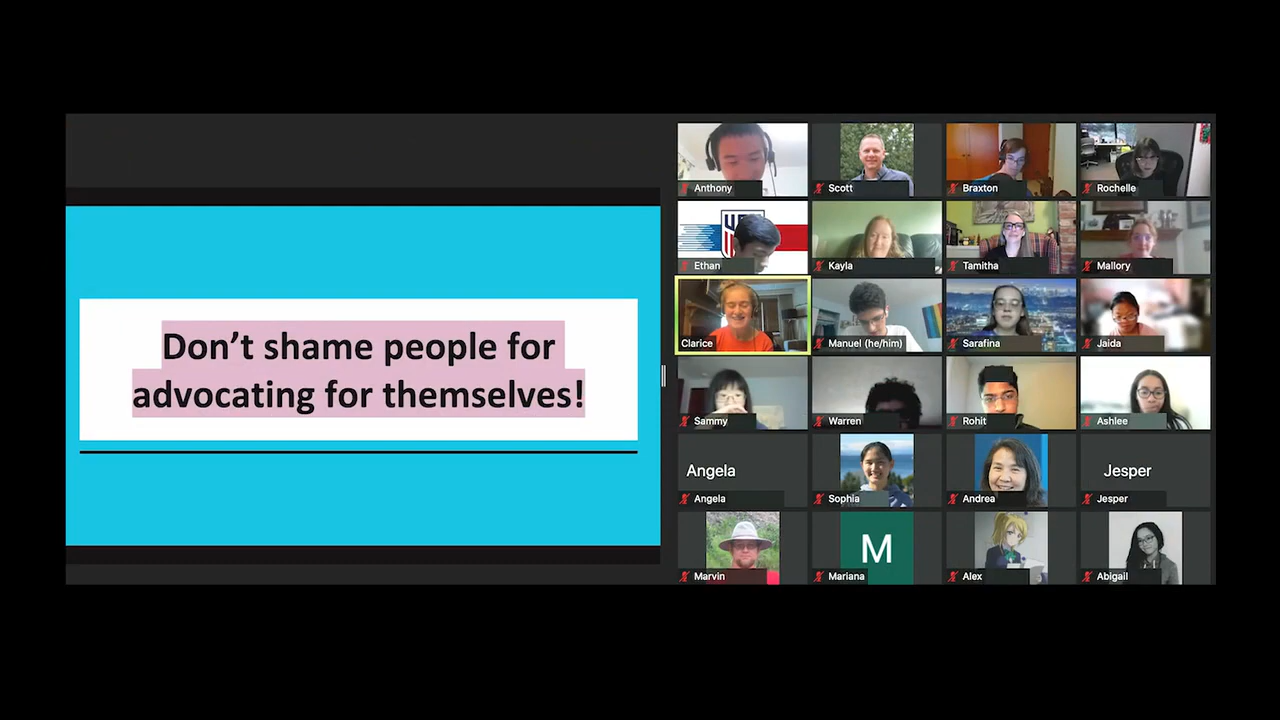 Don't shame people for
advocating for themselves!
Anthony
Scott
Braxton
Rochelle
Ethan
Kayla
Tamitha
Mallory
Clarice
Manuel (he/him)
Sarafina
Jaida
Sammy
Warren
Rohit
Ashlee
Angela
Jesper
Angela
Sophia
Andrea
Jesper
M
Marvin
Mariana
Alex
Abigail